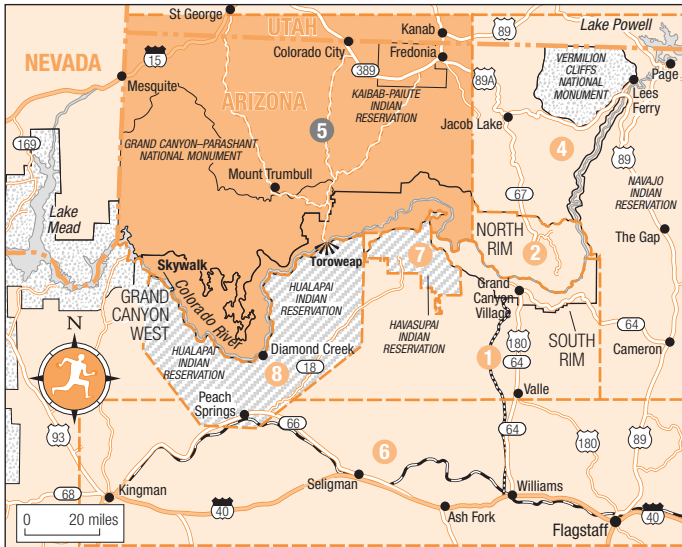 St George
UTAH
Kanab
89
Lake Powell
NEVADA
15
Colorado City
Fredonia
389
89A
VERMILION
CLIFFS
NATIONAL
MONUMENT
Page
Lees
Ferry
Mesquite
ARIZONA
KAIBAB-PAIUTE
INDIAN
RESERVATION
5
Jacob Lake
4
89
169
GRAND CANYON–PARASHANT
NATIONAL MONUMENT
Mount Trumbull
67
NAVAJO
INDIAN
RESERVATION
Lake
Mead
NORTH
RIM
2
The Gap
7
Toroweap
Skywalk
Colorado River
GRAND
CANYON
WEST
HUALAPAI
INDIAN
RESERVATION
HAVASUPAI
INDIAN
RESERVATION
Grand
Canyon
Village
64
SOUTH
RIM
Cameron
180
64
1
N
HUALAPAI
INDIAN
RESERVATION
Diamond Creek
8
18
Valle
Peach
Springs
66
93
64
180
89
6
Seligman
68
Kingman
40
Williams
Ash Fork
40
Flagstaff
0 20 miles